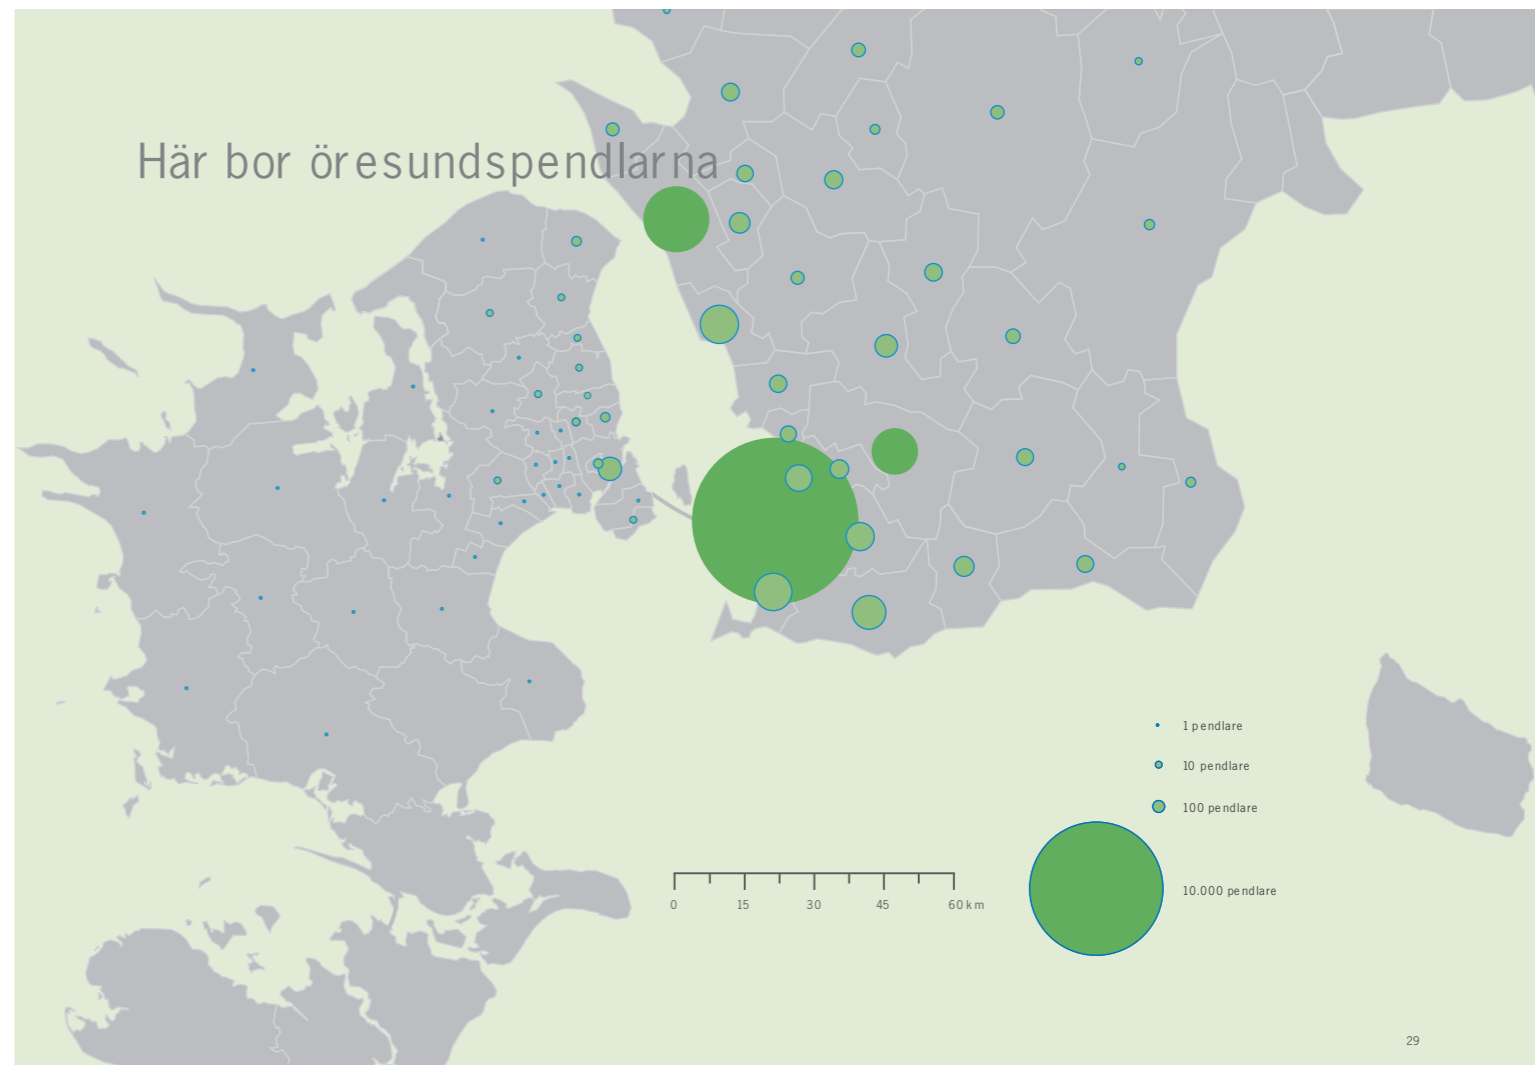 Här bor öresundspendlarna
1 pendlare
10 pendlare
100 pendlare
10.000 pendlare
0 15 30 45 60 km
29